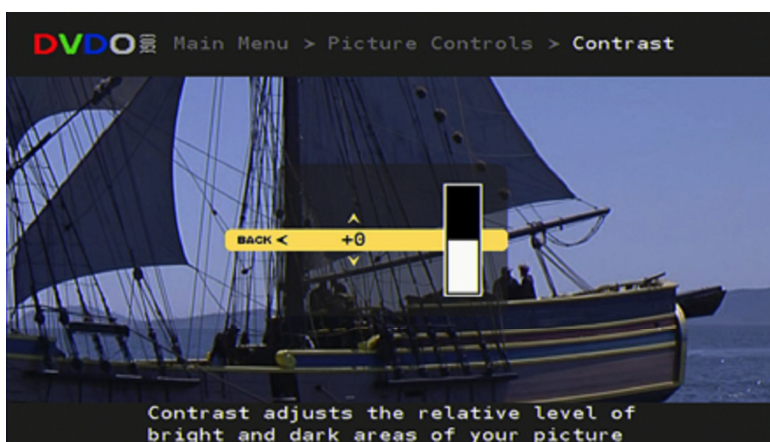 DVDO EDGE Main Menu > Picture Controls > Contrast
BACK < +0
Contrast adjusts the relative level of
bright and dark areas of your picture